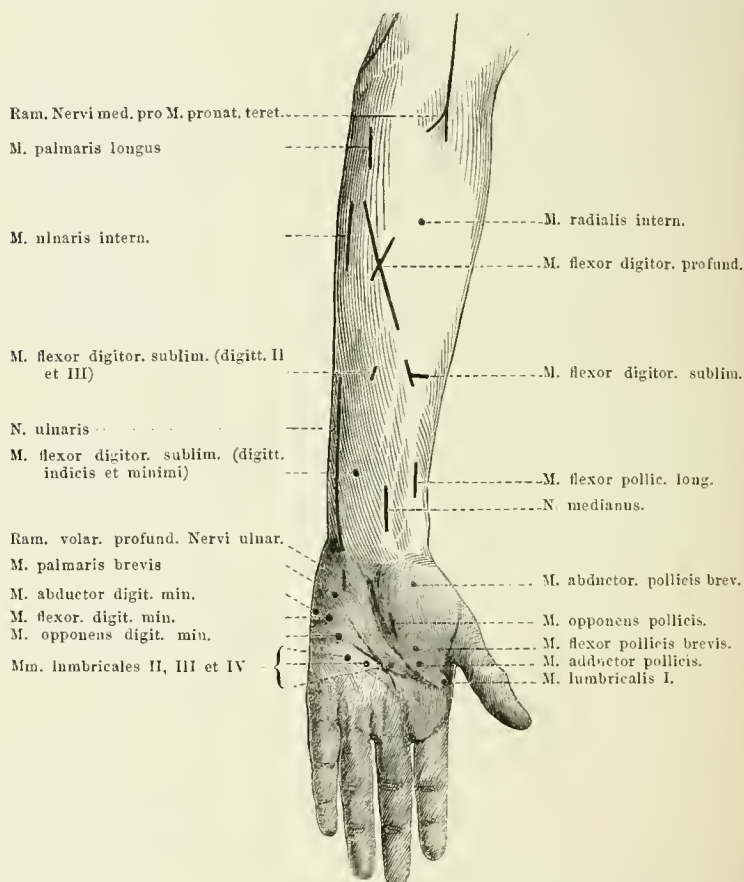 Ram. Nervi med. pro M. pronat. teret.
M. palmaris longus
M. ulnaris intern.
M. flexor digitor. sublim. (digitt. II
et III)
N. ulnaris
M. flexor digitor. sublim. (digitt.
indicis et minimi)
Ram. volar. profund. Nervi ulnar.
M. palmaris brevis
M. abductor digit. min.
M. flexor. digit. min.
M. opponens digit. min.
Mm. lumbricales II, III et IV
M. radialis intern.
M. flexor digitor. profund.
M. flexor digitor. sublim.
M. flexor pollic. long.
N. medianus.
M. abductor. pollicis brev.
M. opponens pollicis.
M. flexor pollicis brevis.
M. adductor pollicis.
M. lumbricalis I.